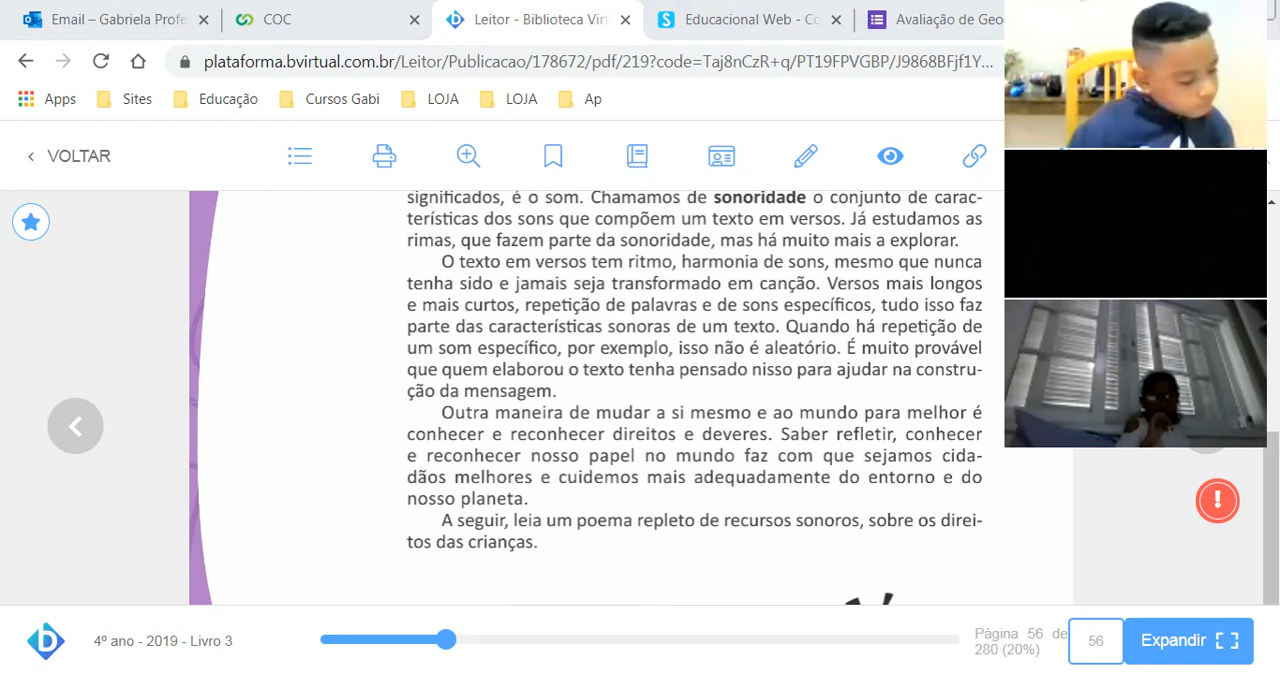 Email – Gabriela Profe
COC
Leitor - Biblioteca Virt
Educacional Web - Co
Avaliação de Geo
plataforma.bvirtual.com.br/Leitor/Publicacao/178672/pdf/219?code=Taj8nCzR+q/PT19FPVGBP/J9868BFjf1Y...
Apps
Sites
Educação
Cursos Gabi
LOJA
LOJA
Ap
VOLTAR
significados, é o som. Chamamos de sonoridade o conjunto de carac-
terísticas dos sons que compõem um texto em versos. Já estudamos as
rimas, que fazem parte da sonoridade, mas há muito mais a explorar.
O texto em versos tem ritmo, harmonia de sons, mesmo que nunca
tenha sido e jamais seja transformado em canção. Versos mais longos
e mais curtos, repetição de palavras e de sons específicos, tudo isso faz
parte das características sonoras de um texto. Quando há repetição de
um som específico, por exemplo, isso não é aleatório. É muito provável
que quem elaborou o texto tenha pensado nisso para ajudar na constru-
ção da mensagem.
Outra maneira de mudar a si mesmo e ao mundo para melhor é
conhecer e reconhecer direitos e deveres. Saber refletir, conhecer
e reconhecer nosso papel no mundo faz com que sejamos cida-
dãos melhores e cuidemos mais adequadamente do entorno e do
nosso planeta.
A seguir, leia um poema repleto de recursos sonoros, sobre os direi-
tos das crianças.
4º ano - 2019 - Livro 3
Página 56 de
280 (20%)
56
Expandir